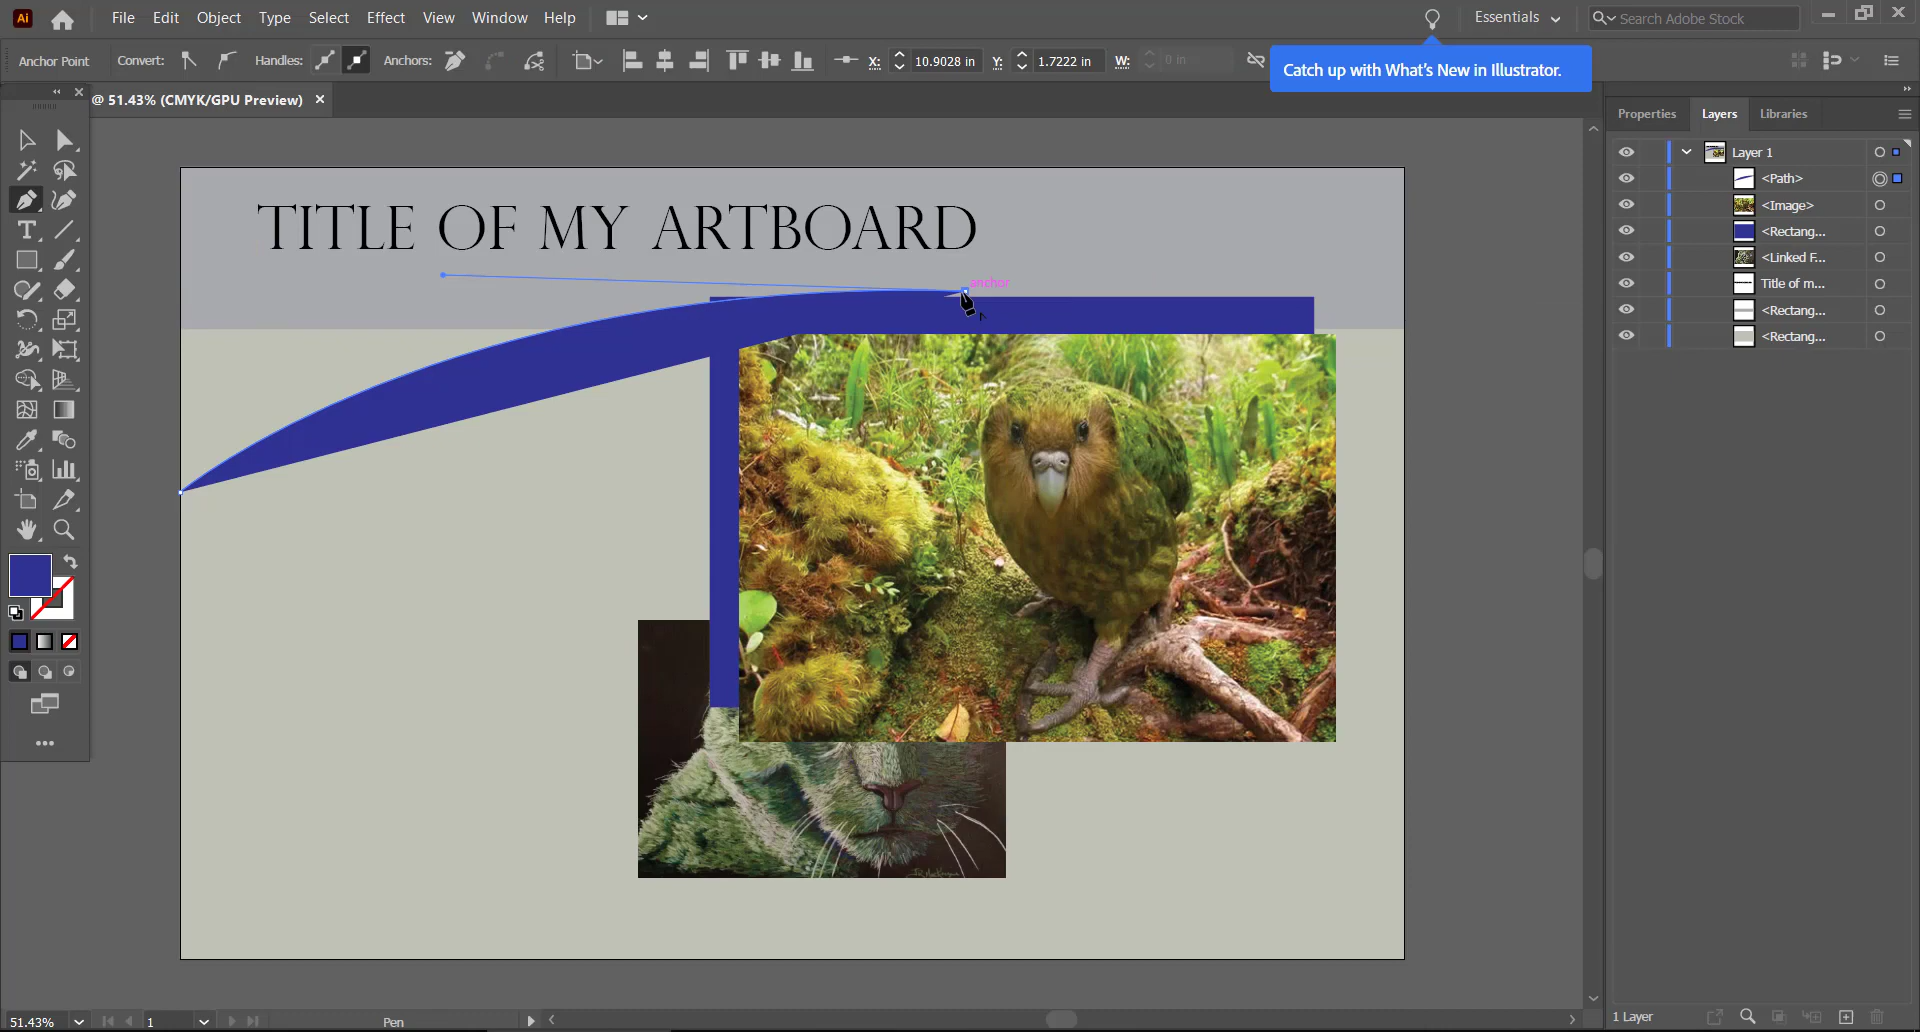 Ai File Edit Object Type Select Effect View Window Help Essentials Search Adobe Stock
Anchor Point Convert: Handles: Anchors: X: 10.9028 in Y: 1.7222 in W: 0 in
Catch up with What's New in Illustrator.
@ 51.43% (CMYK/GPU Preview)
Properties Layers Libraries
Layer 1
<Path>
<Image>
<Rectang...
<Linked F...
Title of m...
<Rectang...
<Rectang...
TITLE OF MY ARTBOARD
anchor
51.43% 1 Pen
1 Layer